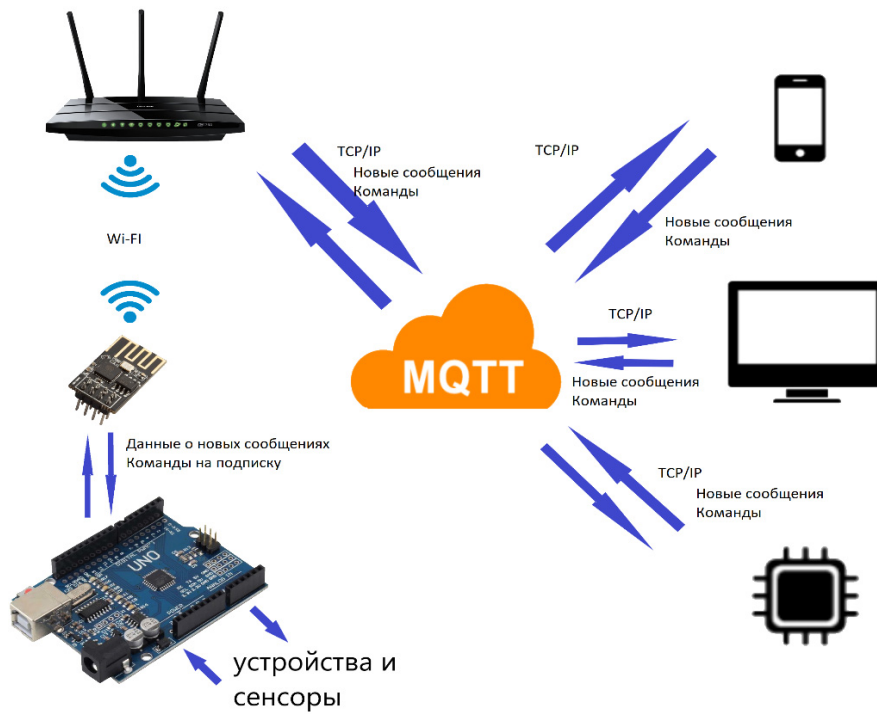 TCP/IP
Новые сообщения
Команды
TCP/IP
Новые сообщения
Команды
Wi-FI
TCP/IP
Новые сообщения
Команды
MQTT
Данные о новых сообщениях
Команды на подписку
TCP/IP
Новые сообщения
Команды
UNO
устройства и
сенсоры